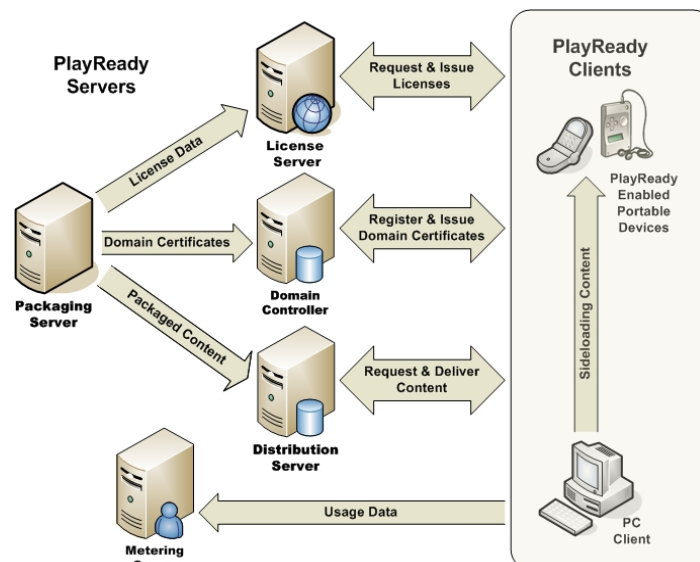 PlayReady
Servers
PlayReady
Clients
Request & Issue
Licenses
License Data
License
Server
PlayReady
Enabled
Portable
Devices
Domain Certificates
Register & Issue
Domain Certificates
Packaging
Server
Domain
Controller
Packaged Content
Sideloading Content
Request & Deliver
Content
Distribution
Server
Usage Data
PC
Client
Metering